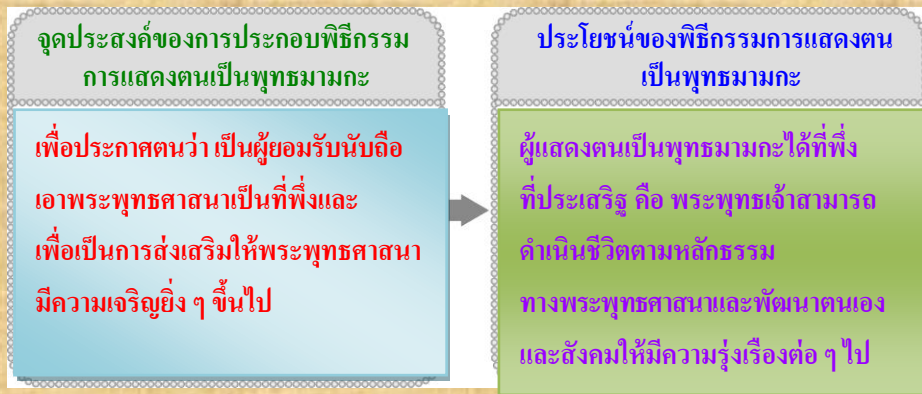 จุดประสงค์ของการประกอบพิธีกรรม
การแสดงตนเป็นพุทธมามกะ
เพื่อประกาศตนว่า เป็นผู้ยอมรับนับถือ
เอาพระพุทธศาสนาเป็นที่พึ่งและ
เพื่อเป็นการส่งเสริมให้พระพุทธศาสนา
มีความเจริญยิ่ง ๆ ขึ้นไป
ประโยชน์ของพิธีกรรมการแสดงตน
เป็นพุทธมามกะ
ผู้แสดงตนเป็นพุทธมามกะได้ที่พึ่ง
ที่ประเสริฐ คือ พระพุทธเจ้าสามารถ
ดำเนินชีวิตตามหลักธรรม
ทางพระพุทธศาสนาและพัฒนาตนเอง
และสังคมให้มีความรุ่งเรืองต่อ ๆ ไป